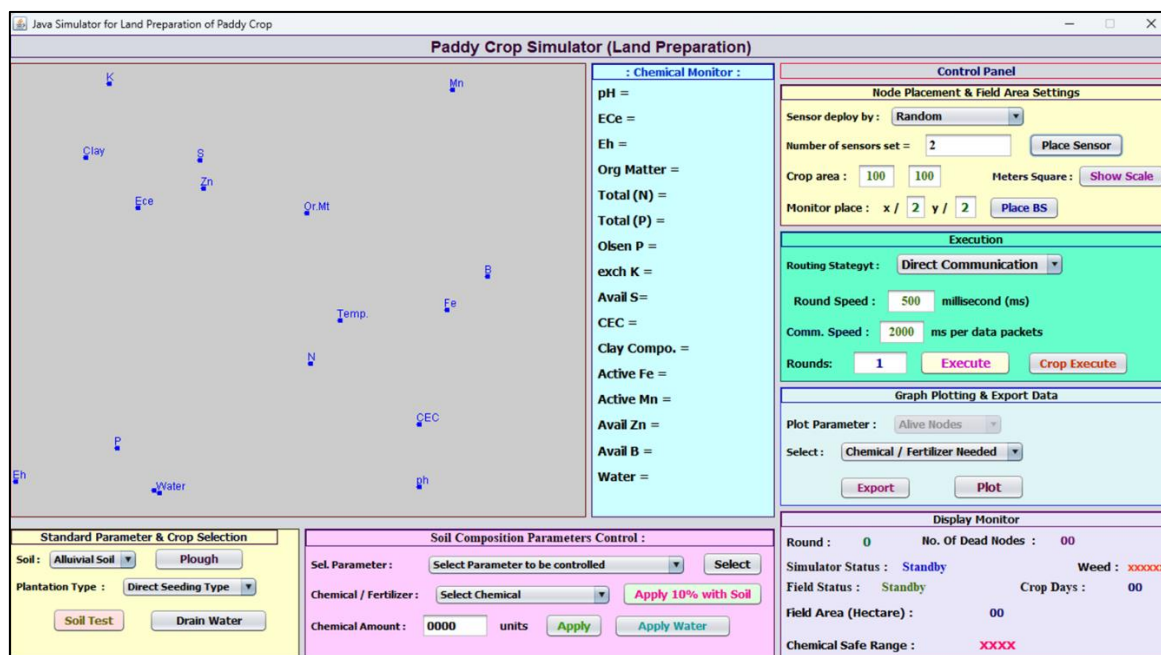 Java Simulator for Land Preparation of Paddy Crop
Paddy Crop Simulator (Land Preparation)
K
Mn
Clay
S
Zn
Ece
Or.Mt
B
Fe
Temp.
N
CEC
P
Eh
Water
ph
: Chemical Monitor :
pH =
ECe =
Eh =
Org Matter =
Total (N) =
Total (P) =
Olsen P =
exch K =
Avail S=
CEC =
Clay Compo. =
Active Fe =
Active Mn =
Avail Zn =
Avail B =
Water =
Control Panel
Node Placement & Field Area Settings
Sensor deploy by : Random
Number of sensors set = 2 Place Sensor
Crop area : 100 100 Meters Square : Show Scale
Monitor place : x / 2 y / 2 Place BS
Execution
Routing Stategyt : Direct Communication
Round Speed : 500 millisecond (ms)
Comm. Speed : 2000 ms per data packets
Rounds: 1 Execute Crop Execute
Graph Plotting & Export Data
Plot Parameter : Alive Nodes
Select : Chemical / Fertilizer Needed
Export Plot
Standard Parameter & Crop Selection
Soil : Alluvial Soil Plough
Plantation Type : Direct Seeding Type
Soil Test Drain Water
Soil Composition Parameters Control :
Sel. Parameter : Select Parameter to be controlled Select
Chemical / Fertilizer : Select Chemical Apply 10% with Soil
Chemical Amount : 0000 units Apply Apply Water
Display Monitor
Round : 0 No. Of Dead Nodes : 00
Simulator Status : Standby Weed : xxxxx
Field Status : Standby Crop Days : 00
Field Area (Hectare) : 00
Chemical Safe Range : XXXX